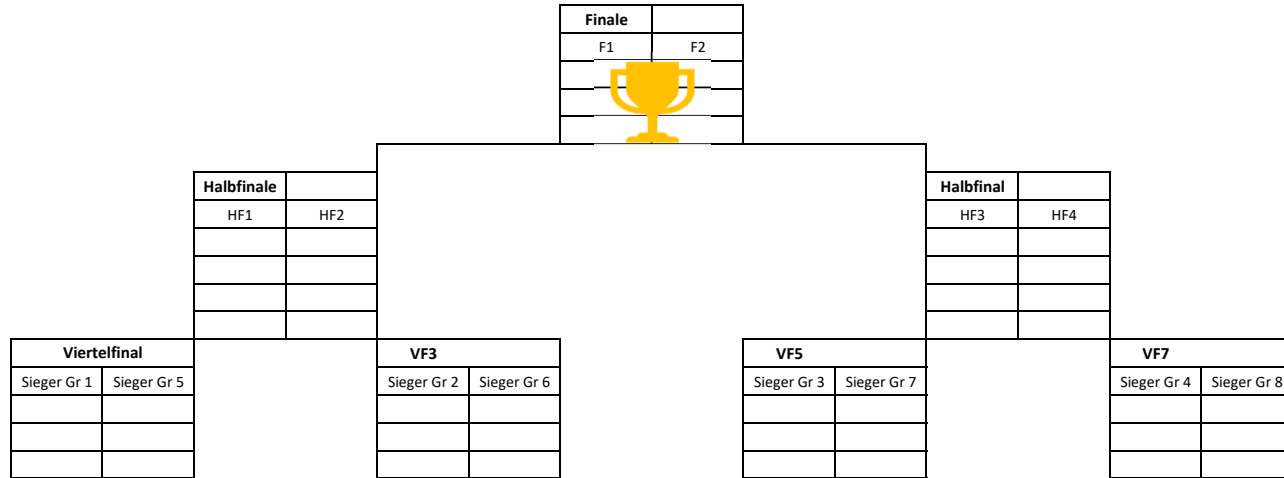 Finale
F1 F2
Halbfinale Halbfinal
HF1 HF2 HF3 HF4
Viertelfinal VF3 VF5 VF7
Sieger Gr 1 Sieger Gr 5 Sieger Gr 2 Sieger Gr 6 Sieger Gr 3 Sieger Gr 7 Sieger Gr 4 Sieger Gr 8